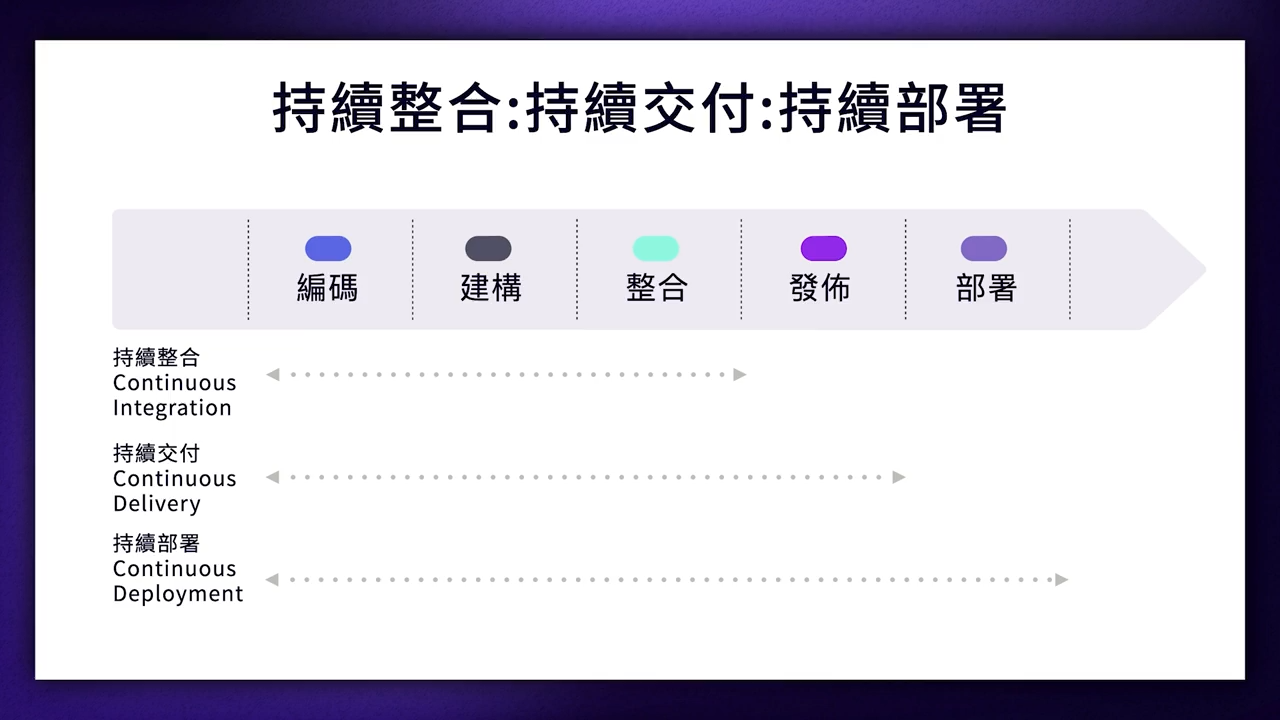 持續整合:持續交付:持續部署
編碼
建構
整合
發佈
部署
持續整合
Continuous
Integration
持續交付
Continuous
Delivery
持續部署
Continuous
Deployment